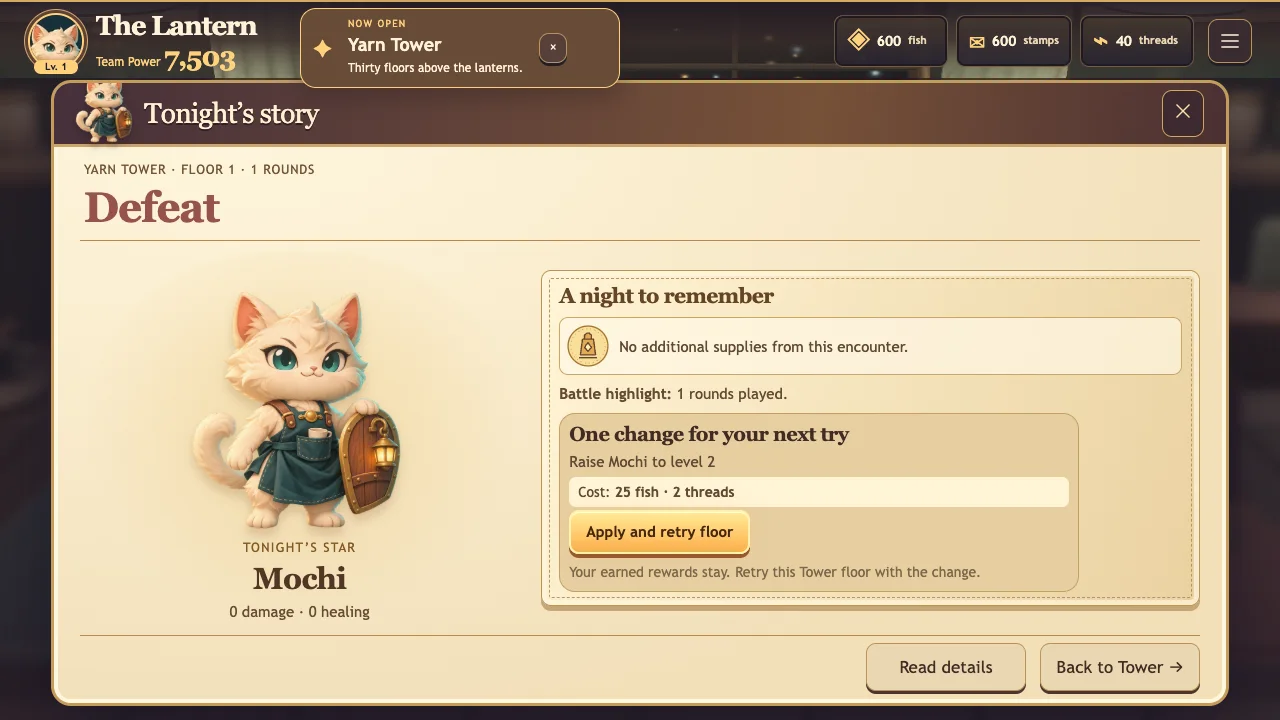 The Lantern
Team Power 7,503
Lv. 1
NOW OPEN
Yarn Tower
Thirty floors above the lanterns.
×
600 fish
600 stamps
40 threads
Tonight's story
YARN TOWER · FLOOR 1 · 1 ROUNDS
Defeat
TONIGHT'S STAR
Mochi
0 damage · 0 healing
A night to remember
No additional supplies from this encounter.
Battle highlight: 1 rounds played.
One change for your next try
Raise Mochi to level 2
Cost: 25 fish · 2 threads
Apply and retry floor
Your earned rewards stay. Retry this Tower floor with the change.
Read details
Back to Tower →